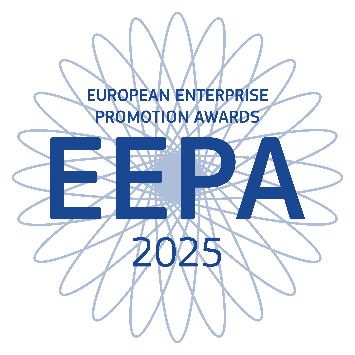 EUROPEAN ENTERPRISE
PROMOTION AWARDS
EEPA
2025